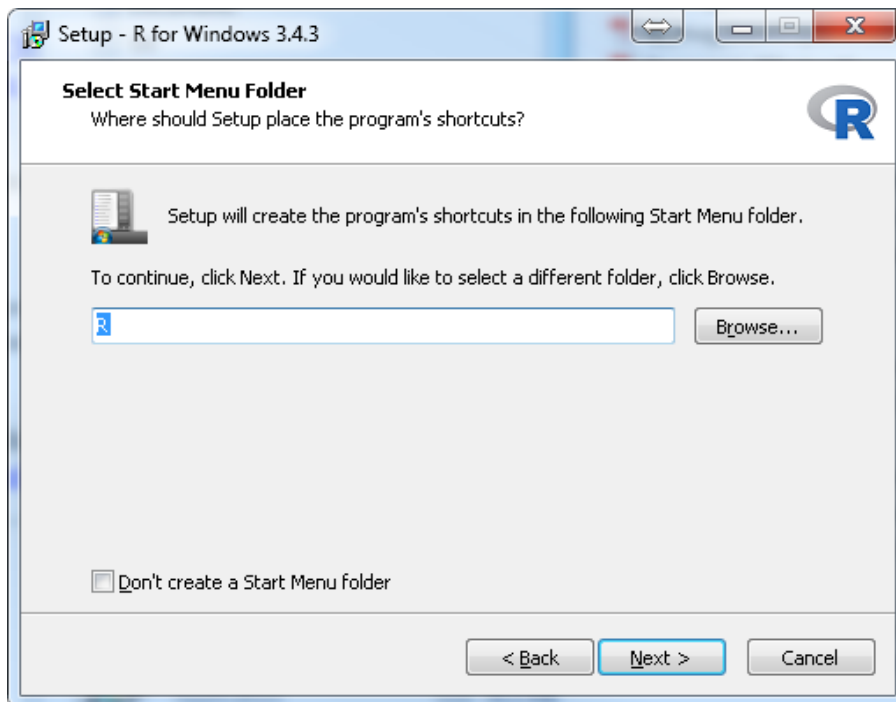 Setup - R for Windows 3.4.3
Select Start Menu Folder
Where should Setup place the program's shortcuts?
R
Setup will create the program's shortcuts in the following Start Menu folder.
To continue, click Next. If you would like to select a different folder, click Browse.
R
Browse...
Don't create a Start Menu folder
< Back
Next >
Cancel